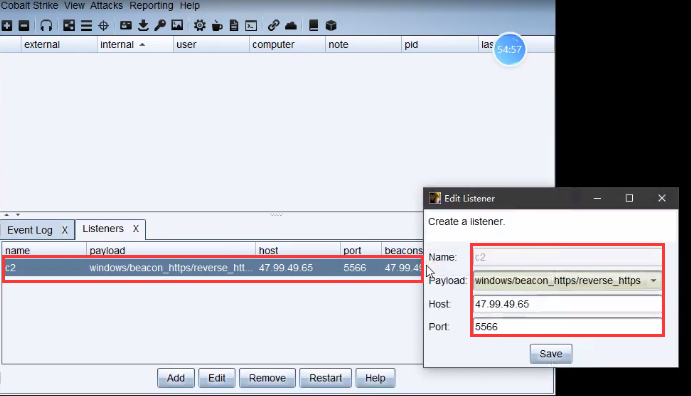 Cobalt Strike View Attacks Reporting Help
external internal user computer note pid las
54:57
Event Log X Listeners X
name payload host port beacons
c2 windows/beacon_https/reverse_htt... 47.99.49.65 5566 47.99.49
Add Edit Remove Restart Help
Edit Listener
Create a listener.
Name: c2
Payload: windows/beacon_https/reverse_https
Host: 47.99.49.65
Port: 5566
Save